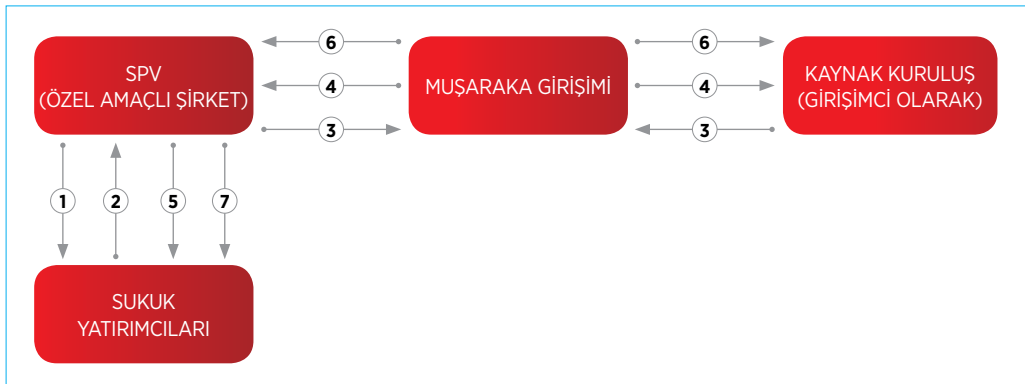 6
6
SPV
(ÖZEL AMAÇLI ŞİRKET)
4
MUŞARAKA GİRİŞİMİ
4
KAYNAK KURULUŞ
(GİRİŞİMCİ OLARAK)
3
3
1
2
5
7
SUKUK
YATIRIMCILARI